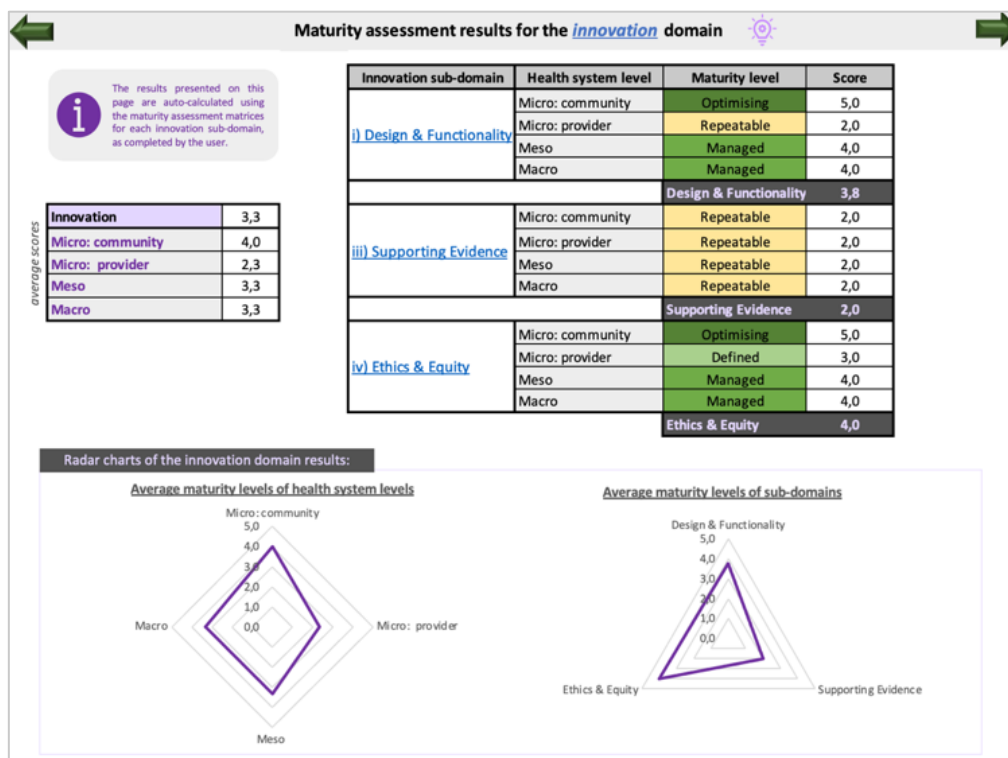 Maturity assessment results for the innovation domain
The results presented on this
page are auto-calculated using
the maturity assessment matrices
for each innovation sub-domain,
as completed by the user.
average scores
Innovation 3,3
Micro: community 4,0
Micro: provider 2,3
Meso 3,3
Macro 3,3
Innovation sub-domain Health system level Maturity level Score
i) Design & Functionality
Micro: community Optimising 5,0
Micro: provider Repeatable 2,0
Meso Managed 4,0
Macro Managed 4,0
Design & Functionality 3,8
iii) Supporting Evidence
Micro: community Repeatable 2,0
Micro: provider Repeatable 2,0
Meso Repeatable 2,0
Macro Repeatable 2,0
Supporting Evidence 2,0
iv) Ethics & Equity
Micro: community Optimising 5,0
Micro: provider Defined 3,0
Meso Managed 4,0
Macro Managed 4,0
Ethics & Equity 4,0
Radar charts of the innovation domain results:
Average maturity levels of health system levels
Micro: community
5,0
4,0
3,0
2,0
1,0
0,0
Macro
Micro: provider
Meso
Average maturity levels of sub-domains
Design & Functionality
5,0
4,0
3,0
2,0
1,0
0,0
Ethics & Equity
Supporting Evidence